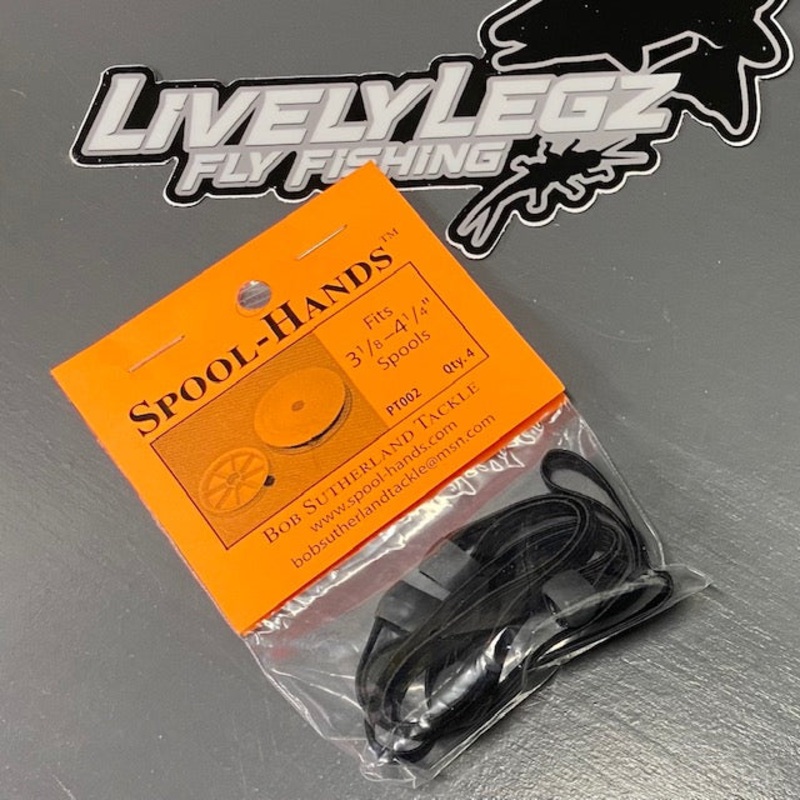 LIVELYLEGZ
FLY FISHING
SPOOL-HANDS™
Fits
3 1/8–4 1/4"
Spools
PT002 Qty.4
BOB SUTHERLAND TACKLE
www.spool-hands.com
bobsutherlandtackle@msn.com